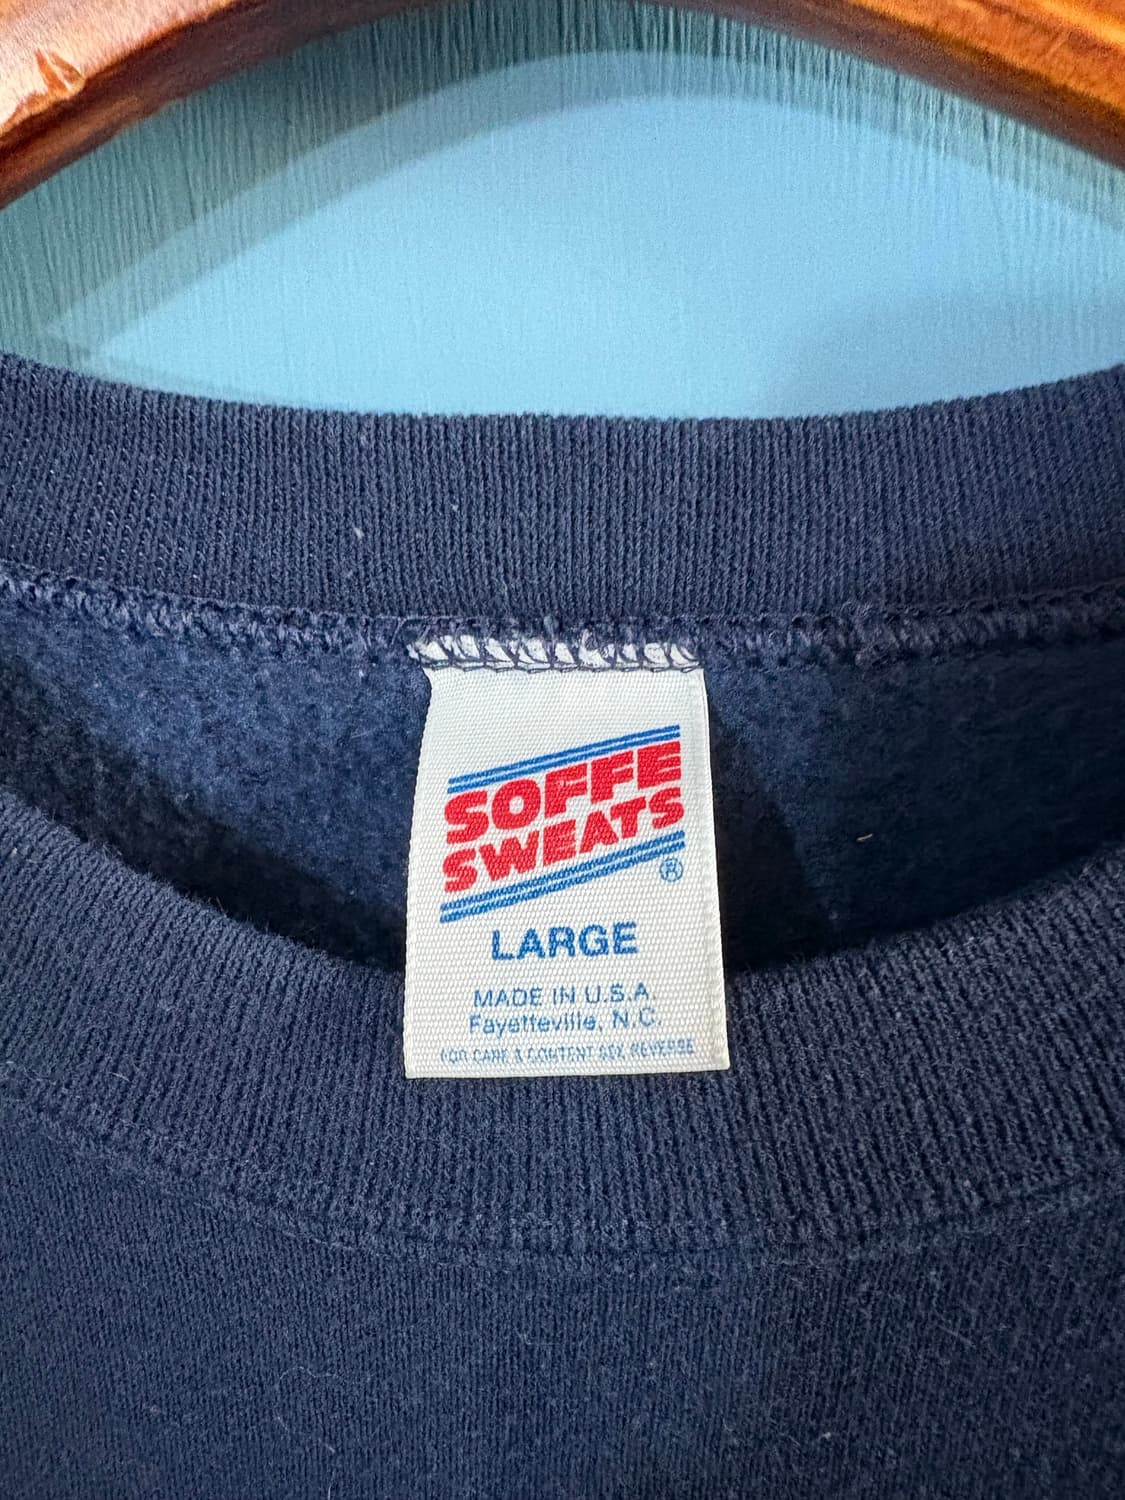 SOFFE
SWEATS
®
LARGE
MADE IN U.S.A.
Fayetteville, N.C.
FOR CARE & CONTENT SEE REVERSE